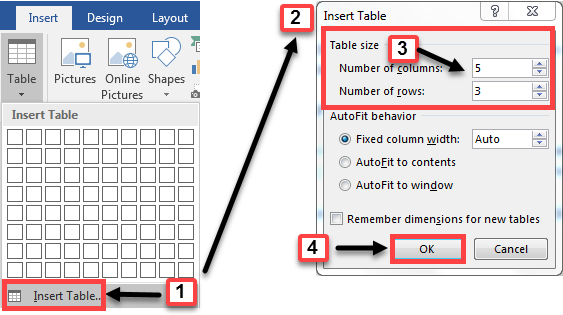 Insert Design Layout
Table Pictures Online Shapes
Pictures
Insert Table
Insert Table...
1
2
Insert Table
?
Table size
3
Number of columns: 5
Number of rows: 3
AutoFit behavior
Fixed column width: Auto
AutoFit to contents
AutoFit to window
Remember dimensions for new tables
4
OK Cancel